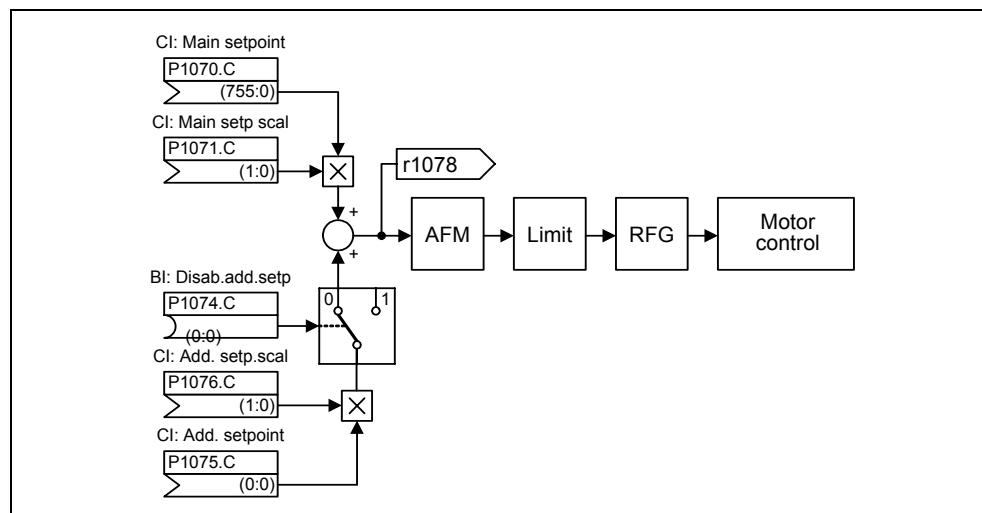 CI: Main setpoint
P1070.C
(755:0)
CI: Main setp scal
P1071.C
(1:0)
r1078
+
+
AFM
Limit
RFG
Motor
control
BI: Disab.add.setp
P1074.C
(0:0)
0
1
CI: Add. setp.scal
P1076.C
(1:0)
CI: Add. setpoint
P1075.C
(0:0)